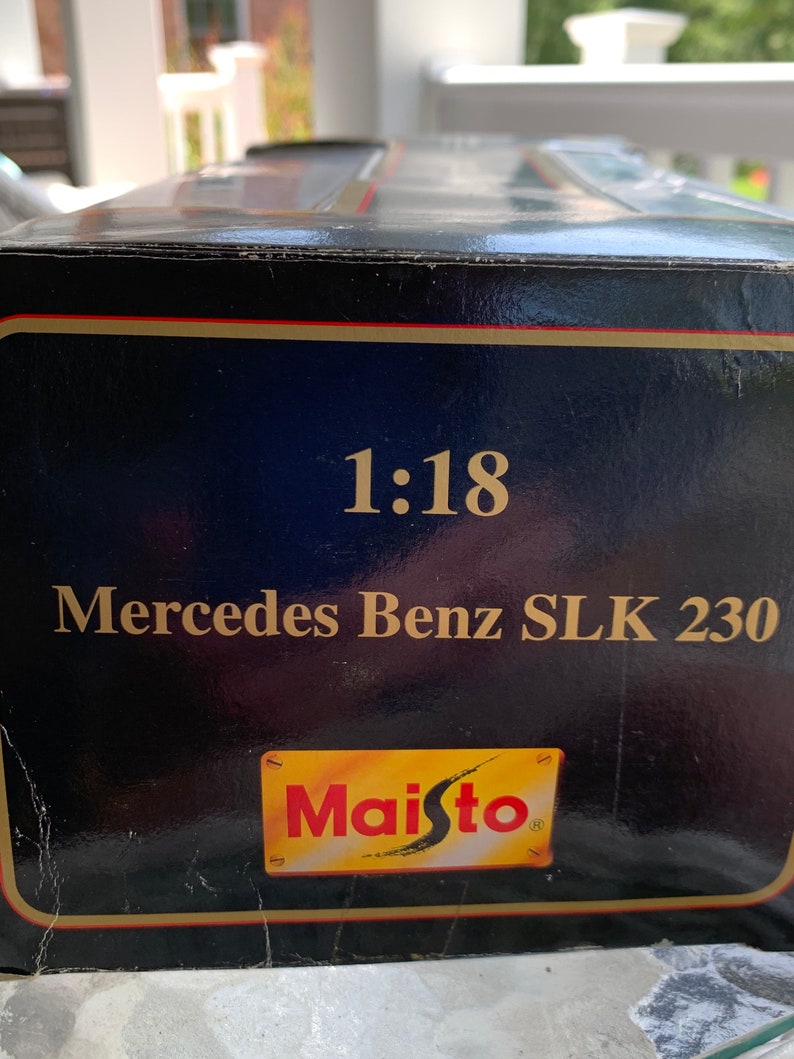 1:18
Mercedes Benz SLK 230
Maisto®